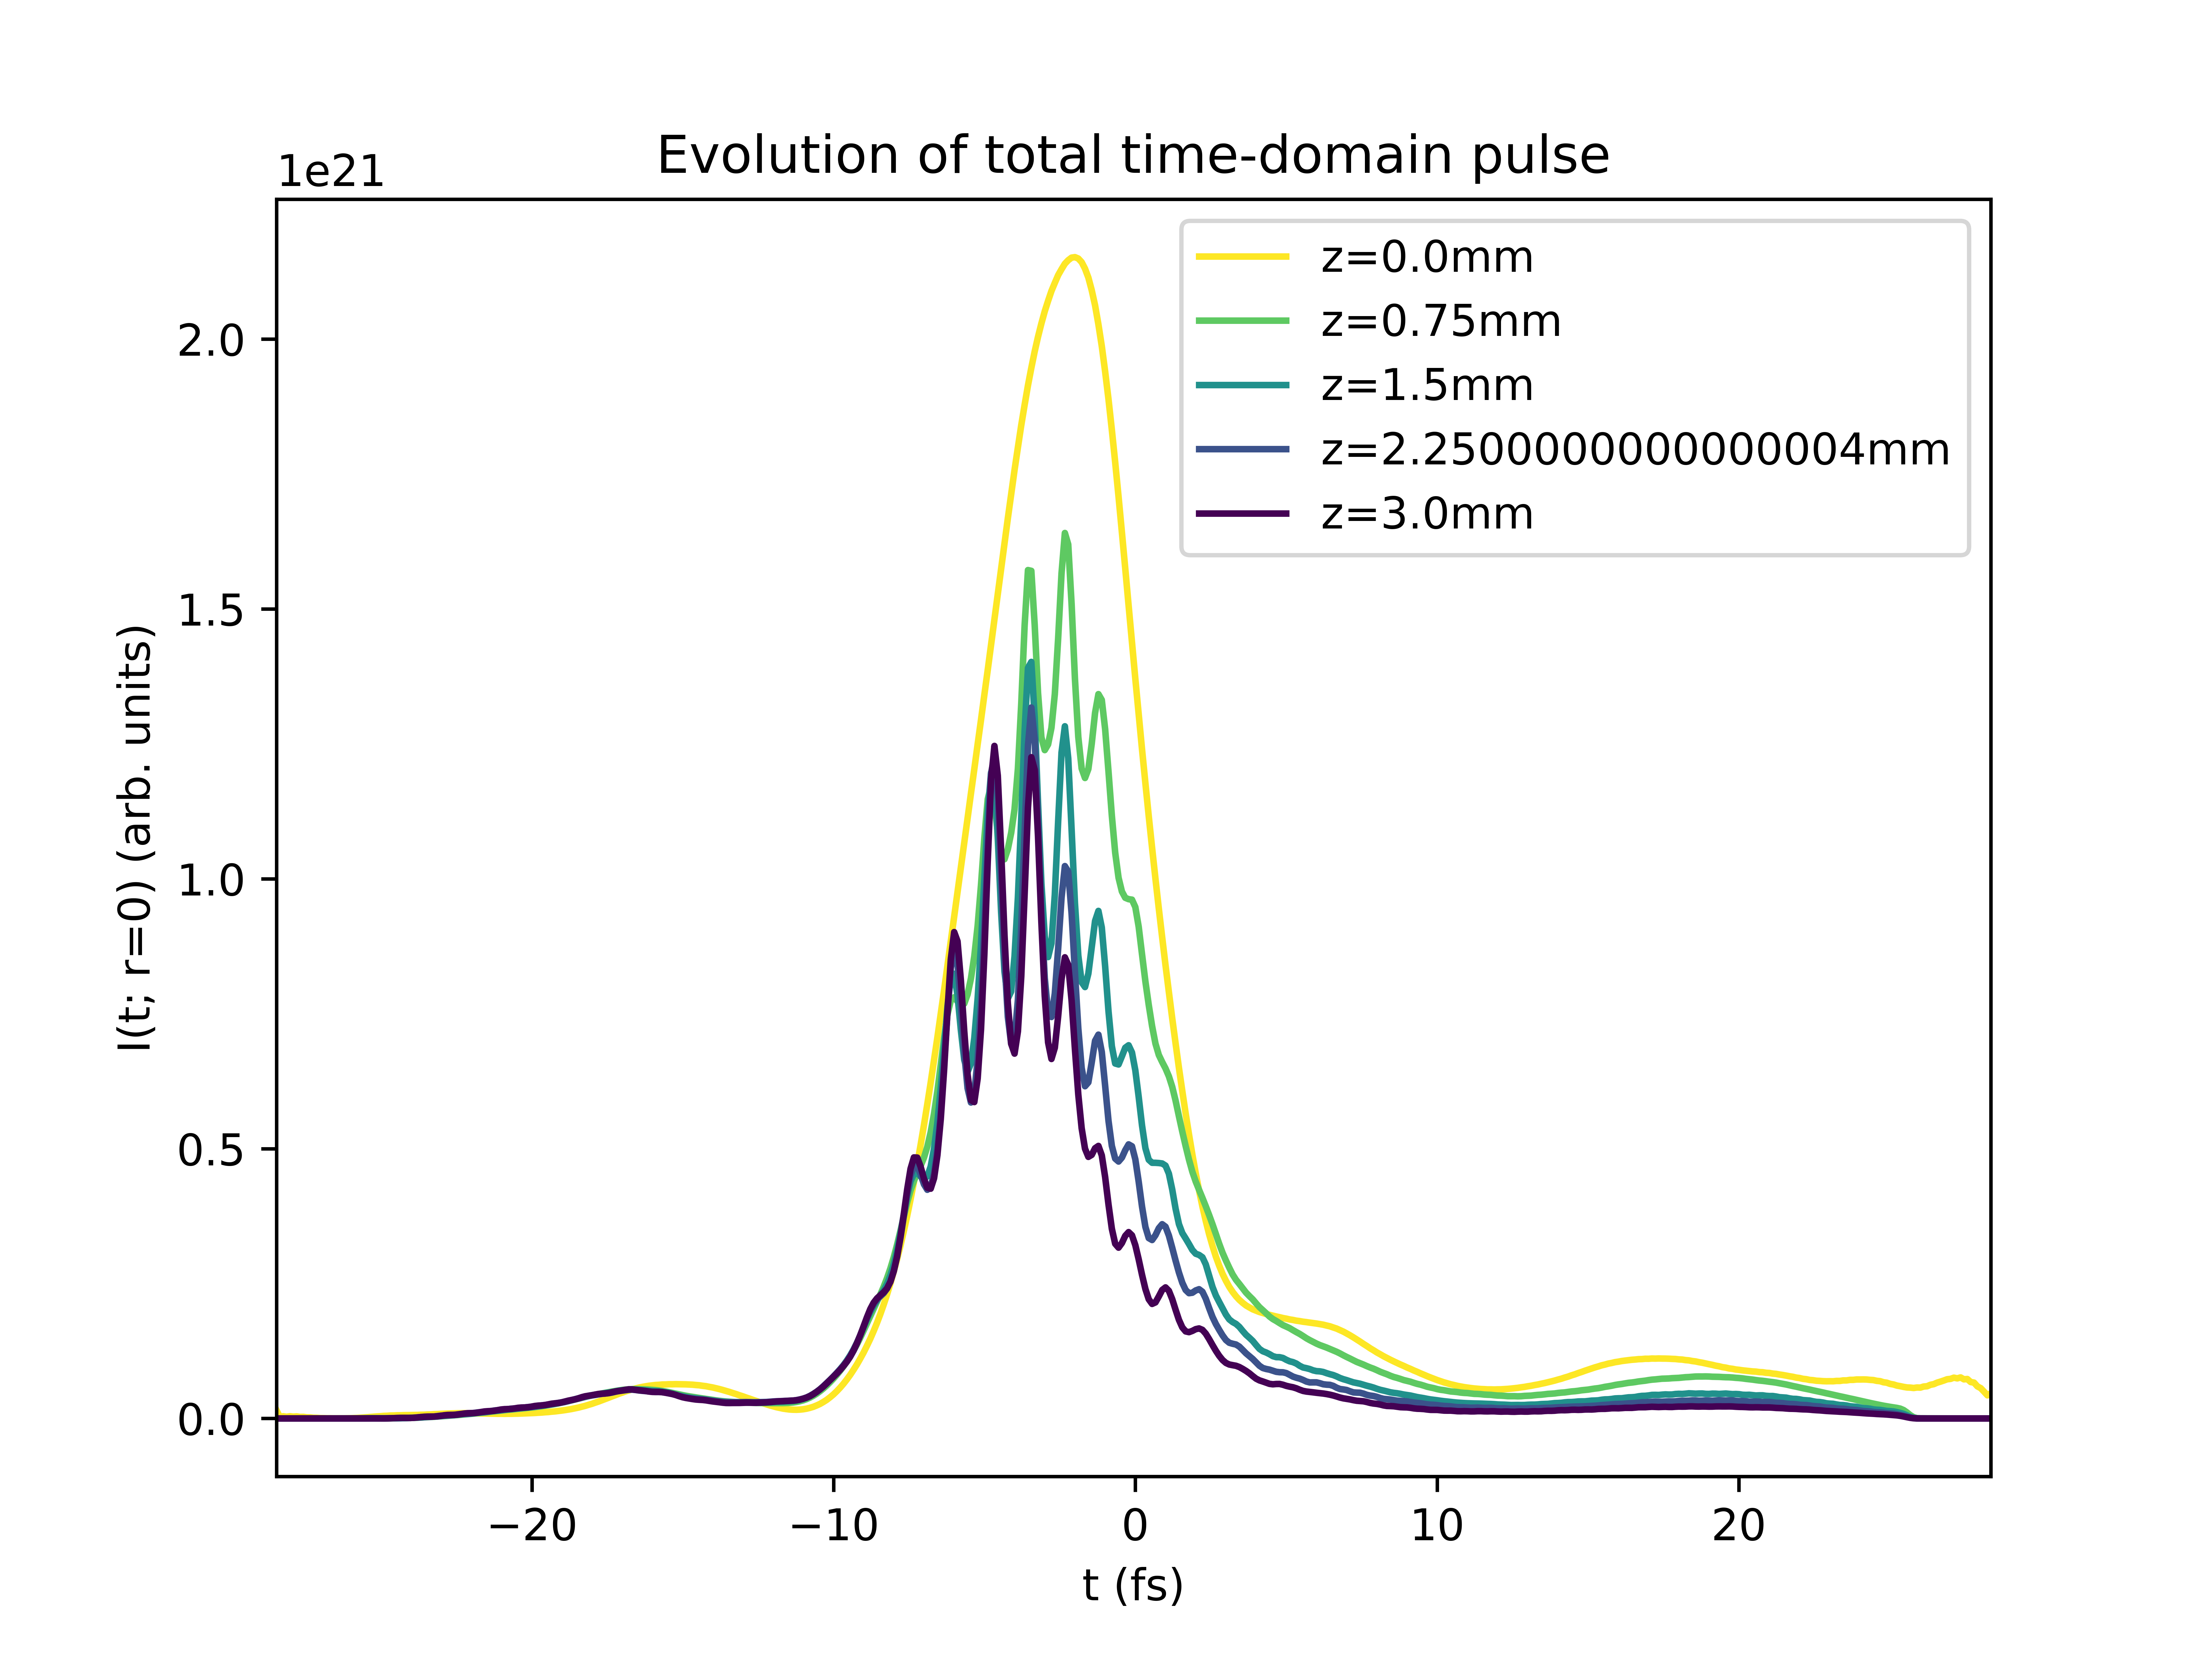 Evolution of total time-domain pulse
1e21
z=0.0mm
z=0.75mm
z=1.5mm
z=2.2500000000000004mm
z=3.0mm
2.0
1.5
1.0
0.5
0.0
I(t; r=0) (arb. units)
−20
−10
0
10
20
t (fs)